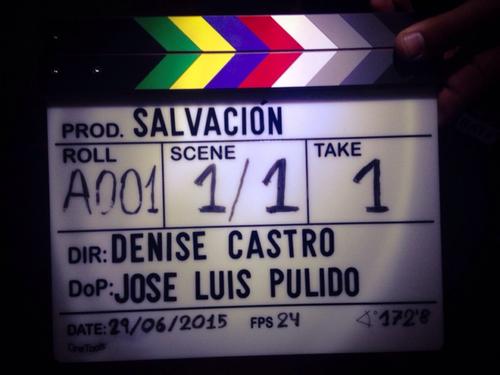 PROD. SALVACIÓN
ROLL SCENE TAKE
A001 1/1 1
DIR: DENISE CASTRO
DoP: JOSE LUIS PULIDO
DATE: 29/06/2015 FPS 24 ∢° 172'8
CineTools